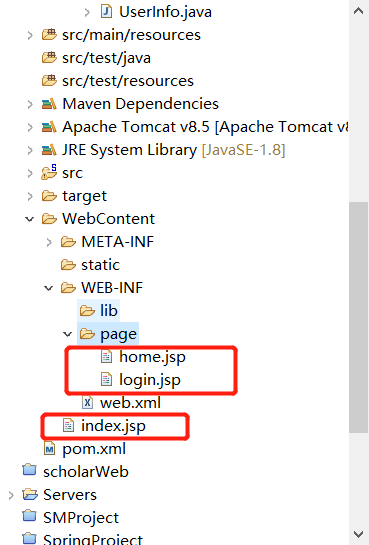 UserInfo.java
src/main/resources
src/test/java
src/test/resources
Maven Dependencies
Apache Tomcat v8.5 [Apache Tomcat v8
JRE System Library [JavaSE-1.8]
src
target
WebContent
META-INF
static
WEB-INF
lib
page
home.jsp
login.jsp
web.xml
index.jsp
pom.xml
scholarWeb
Servers
SMProject
SpringProject